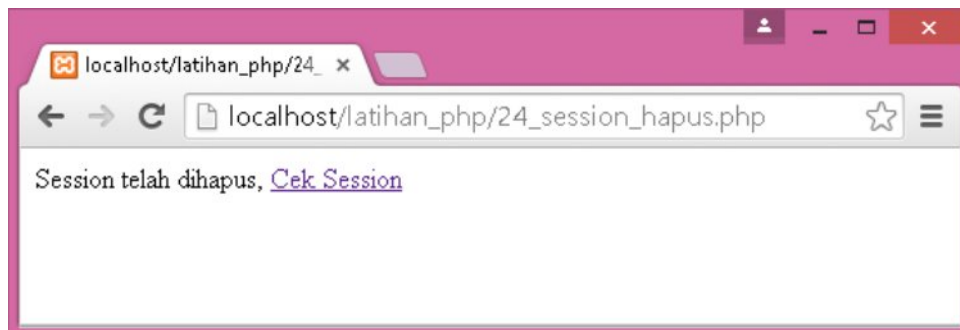 localhost/latihan_php/24_
localhost/latihan_php/24_session_hapus.php
Session telah dihapus, Cek Session